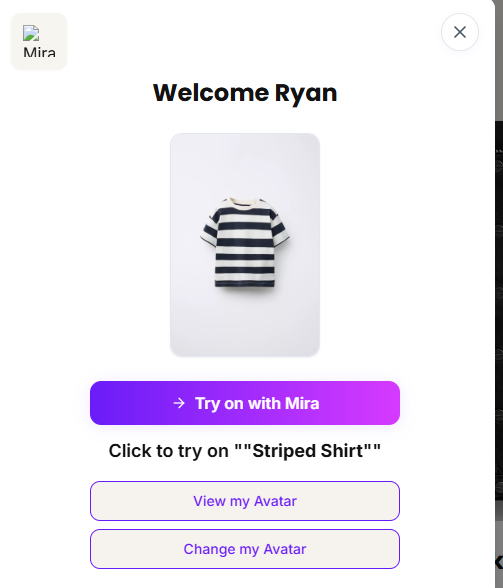 Mira
Welcome Ryan
Try on with Mira
Click to try on ""Striped Shirt""
View my Avatar
Change my Avatar